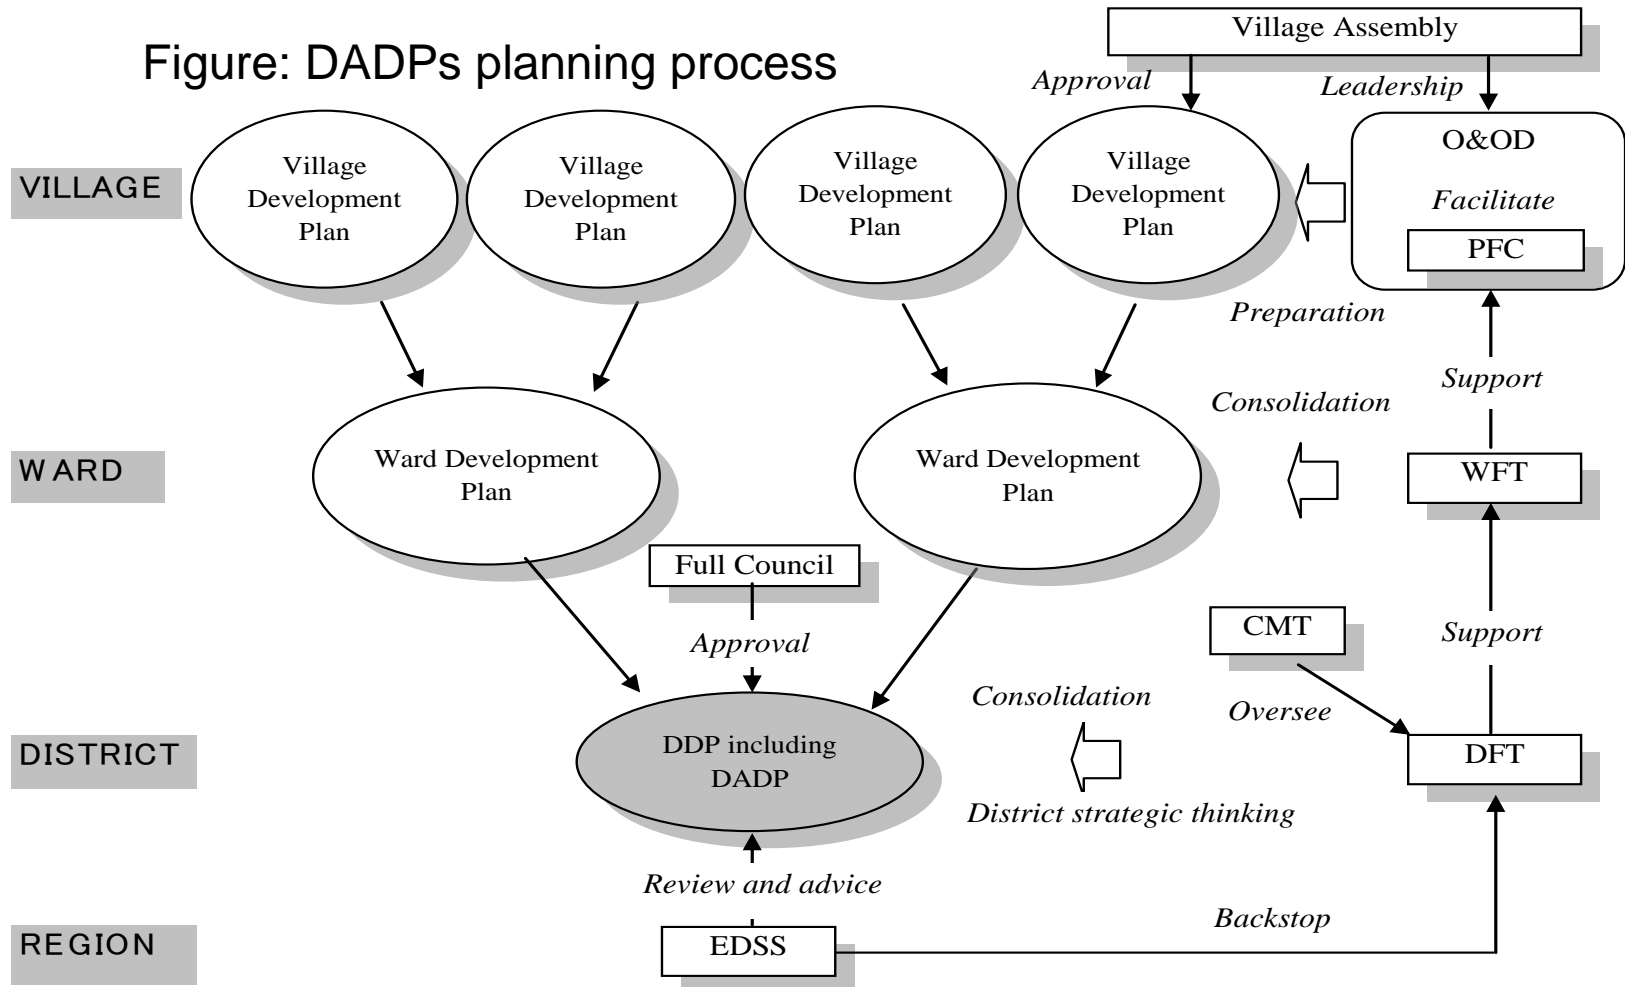 Village Assembly
Figure: DADPs planning process
Approval
Leadership
VILLAGE
Village
Development
Plan
Village
Development
Plan
Village
Development
Plan
Village
Development
Plan
O&OD
Facilitate
PFC
Preparation
Support
Consolidation
WARD
Ward Development
Plan
Ward Development
Plan
WFT
Full Council
Approval
CMT
Support
Consolidation
Oversee
DISTRICT
DDP including
DADP
DFT
District strategic thinking
Review and advice
Backstop
REGION
EDSS